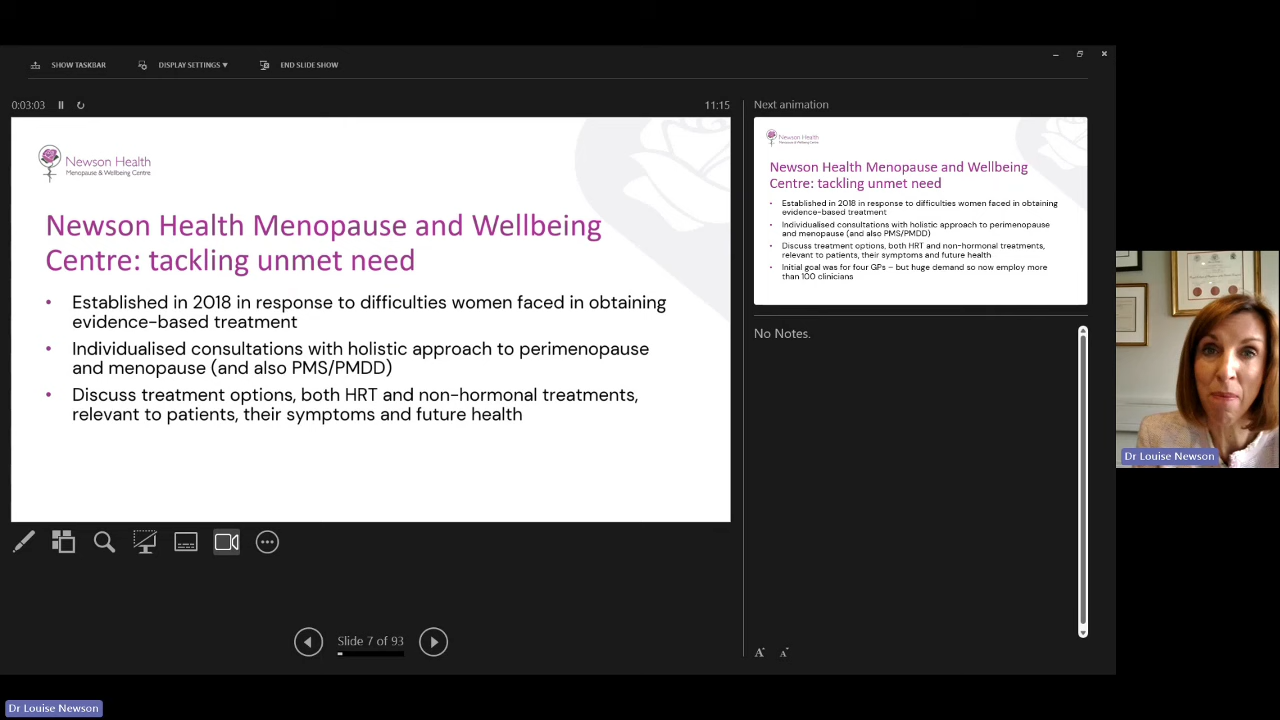 SHOW TASKBAR
DISPLAY SETTINGS
END SLIDE SHOW
0:03:03
11:15
Newson Health
Menopause & Wellbeing Centre
Newson Health Menopause and Wellbeing
Centre: tackling unmet need
• Established in 2018 in response to difficulties women faced in obtaining
evidence-based treatment
• Individualised consultations with holistic approach to perimenopause
and menopause (and also PMS/PMDD)
• Discuss treatment options, both HRT and non-hormonal treatments,
relevant to patients, their symptoms and future health
Slide 7 of 93
Next animation
Newson Health
Menopause & Wellbeing Centre
Newson Health Menopause and Wellbeing
Centre: tackling unmet need
• Established in 2018 in response to difficulties women faced in obtaining
evidence-based treatment
• Individualised consultations with holistic approach to perimenopause
and menopause (and also PMS/PMDD)
• Discuss treatment options, both HRT and non-hormonal treatments,
relevant to patients, their symptoms and future health
• Initial goal was for four GPs – but huge demand so now employ more
than 100 clinicians
No Notes.
A A
Dr Louise Newson
Dr Louise Newson